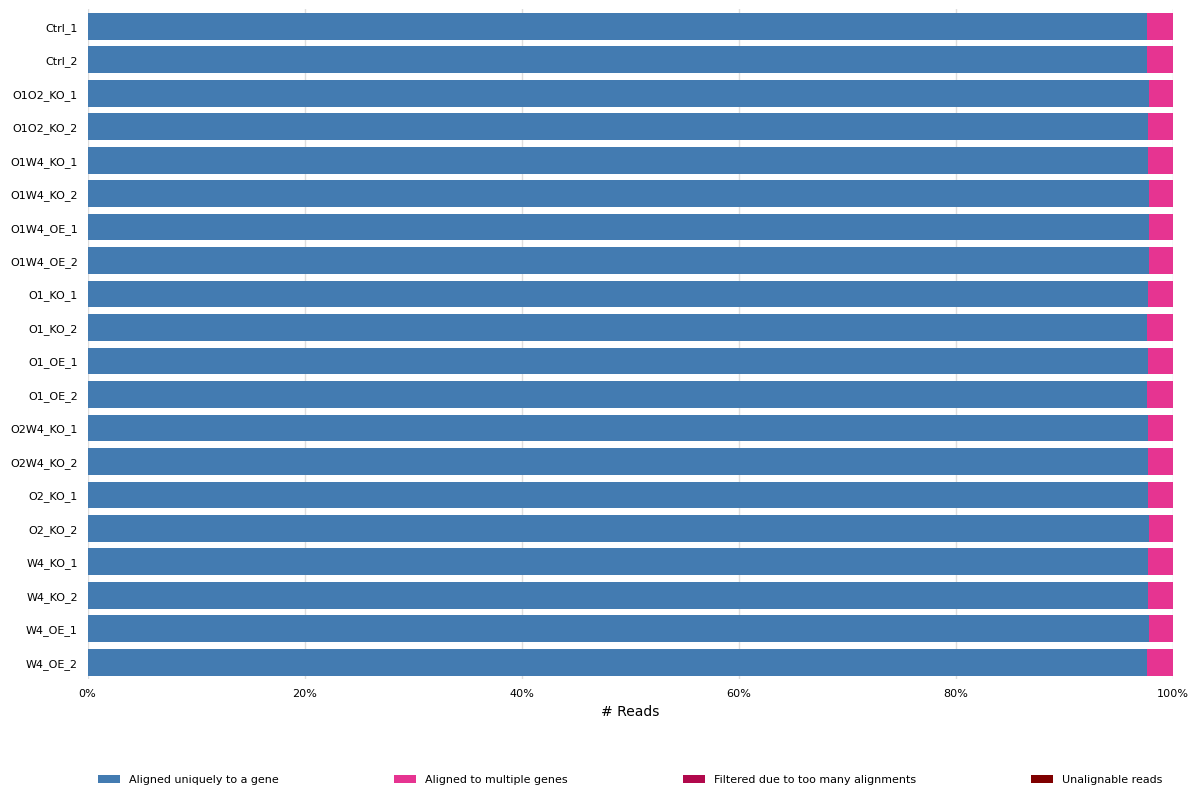 Ctrl_1
Ctrl_2
O1O2_KO_1
O1O2_KO_2
O1W4_KO_1
O1W4_KO_2
O1W4_OE_1
O1W4_OE_2
O1_KO_1
O1_KO_2
O1_OE_1
O1_OE_2
O2W4_KO_1
O2W4_KO_2
O2_KO_1
O2_KO_2
W4_KO_1
W4_KO_2
W4_OE_1
W4_OE_2
0% 20% 40% 60% 80% 100%
# Reads
Aligned uniquely to a gene Aligned to multiple genes Filtered due to too many alignments Unalignable reads